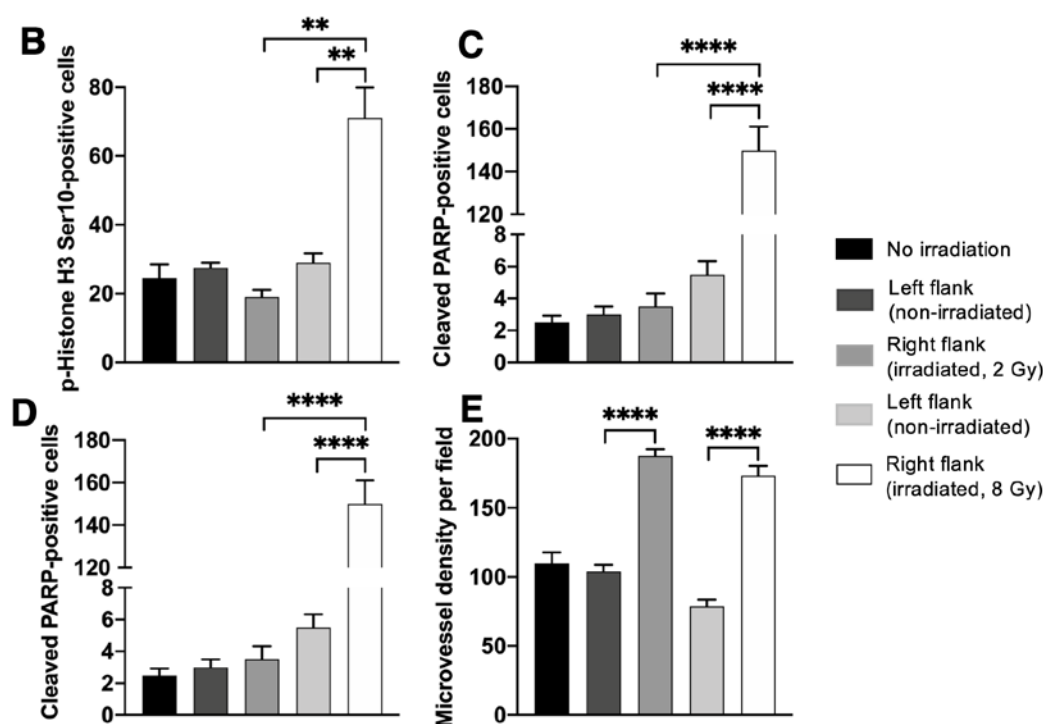 B
p-Histone H3 Ser10-positive cells
80
60
40
20
0
**
**
C
Cleaved PARP-positive cells
180
160
140
120
8
6
4
2
0
****
****
D
Cleaved PARP-positive cells
180
160
140
120
8
6
4
2
0
****
****
E
Microvessel density per field
200
150
100
50
0
****
****
No irradiation
Left flank
(non-irradiated)
Right flank
(irradiated, 2 Gy)
Left flank
(non-irradiated)
Right flank
(irradiated, 8 Gy)